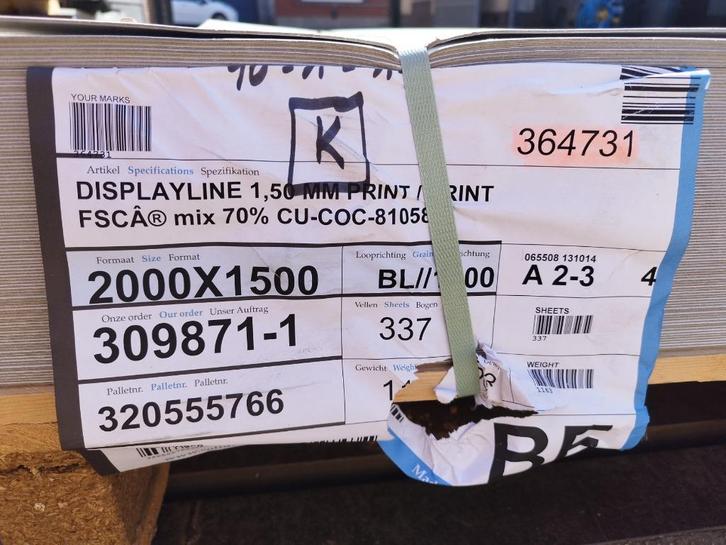 YOUR MARKS
364731
K
364731
Artikel Specifications Spezifikation
DISPLAYLINE 1,50 MM PRINT /
FSCÂ® mix 70% CU-COC-81058
Formaat Size Format
2000X1500
Looprichting
BL//
065508 131014
A 2-3 4
Onze order Our order Unser Auftrag
309871-1
Vellen Sheets Bogen
337
SHEETS
337
Palletnr. Palletnr. Palletnr.
320555766
Gewicht
WEIGHT